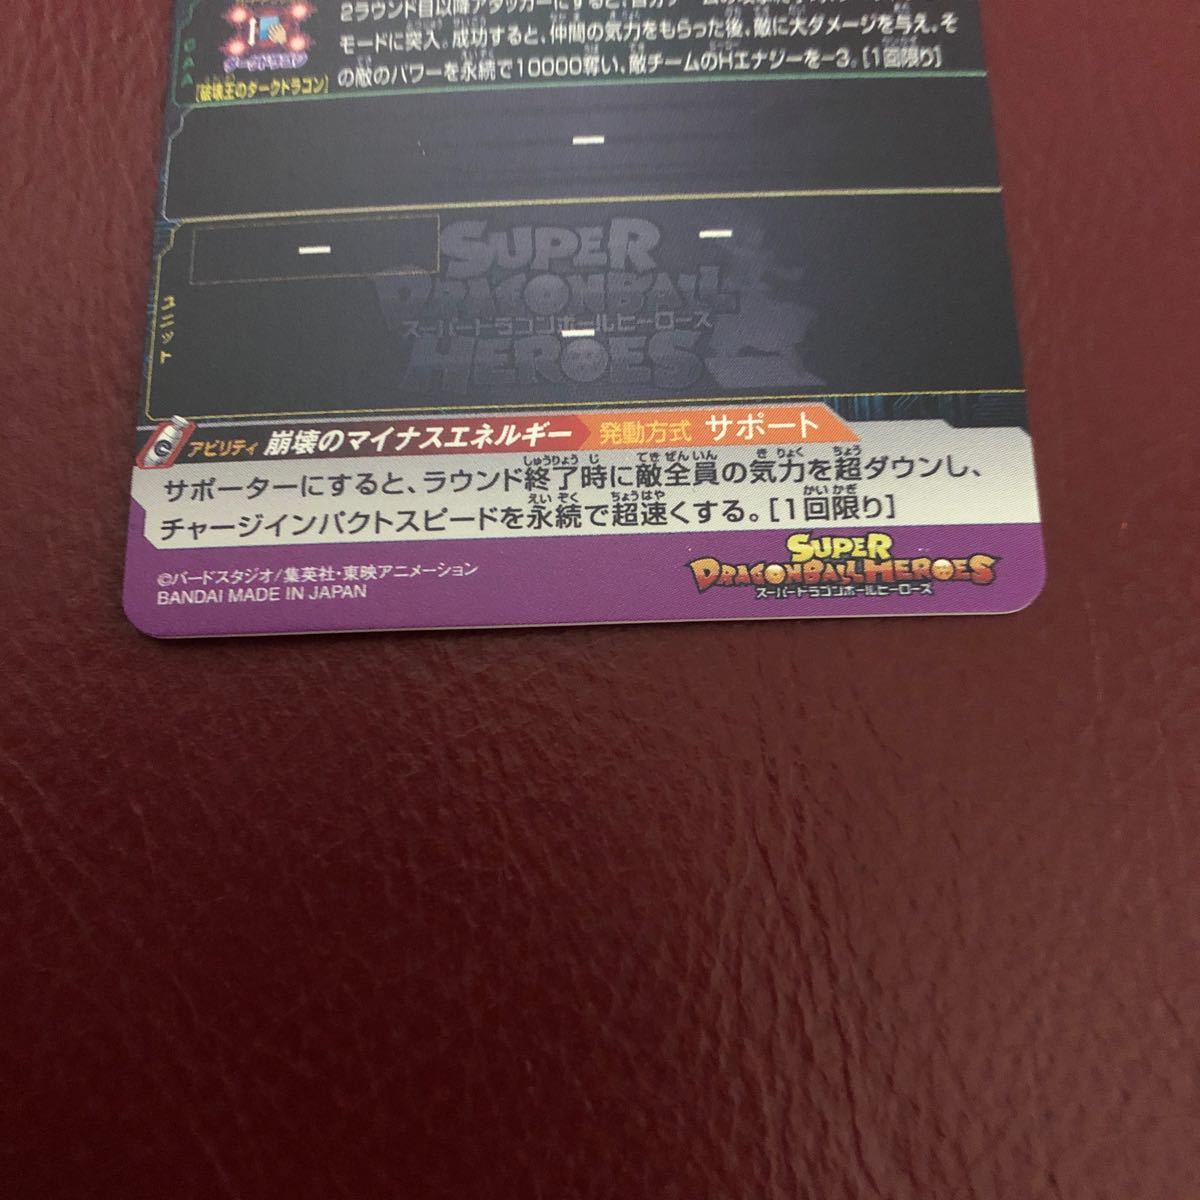 2ラウンド目以降アタッカーにすると、
モードに突入。成功すると、仲間の気力をもらった後、敵に大ダメージを与え、そ
の敵のパワーを永続で10000奪い、敵チームのHエナジーを-3。[1回限り]
ダークドラゴン
[破壊王のダークドラゴン]
CAA
ー
ー
ー
ー
ユニット
SUPER
DRAGONBALL
スーパードラゴンボールヒーローズ
HEROES
アビリティ 崩壊のマイナスエネルギー 発動方式 サポート
サポーターにすると、ラウンド終了時に敵全員の気力を超ダウンし、
チャージインパクトスピードを永続で超速くする。[1回限り]
©バードスタジオ/集英社・東映アニメーション
BANDAI MADE IN JAPAN
SUPER
DRAGONBALL HEROES
スーパードラゴンボールヒーローズ